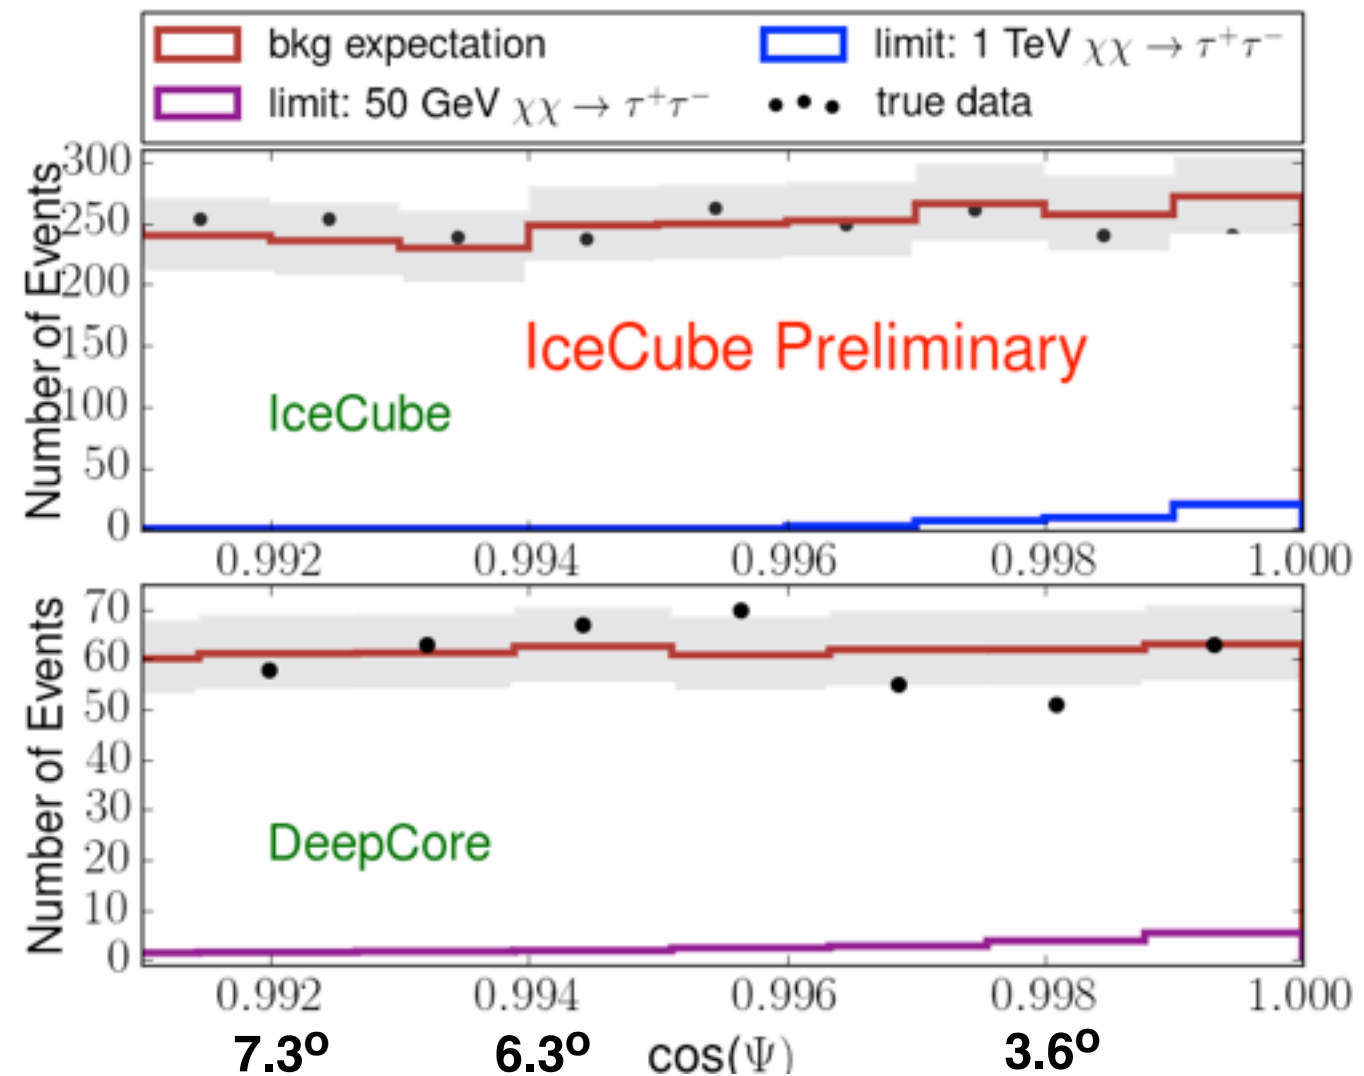 bkg expectation
limit: 1 TeV χχ → τ⁺τ⁻
limit: 50 GeV χχ → τ⁺τ⁻
true data
Number of Events
300
250
200
150
100
50
0
IceCube Preliminary
IceCube
0.992 0.994 0.996 0.998 1.000
Number of Events
70
60
50
40
30
20
10
0
DeepCore
0.992 0.994 0.996 0.998 1.000
7.3º 6.3º cos(Ψ) 3.6º